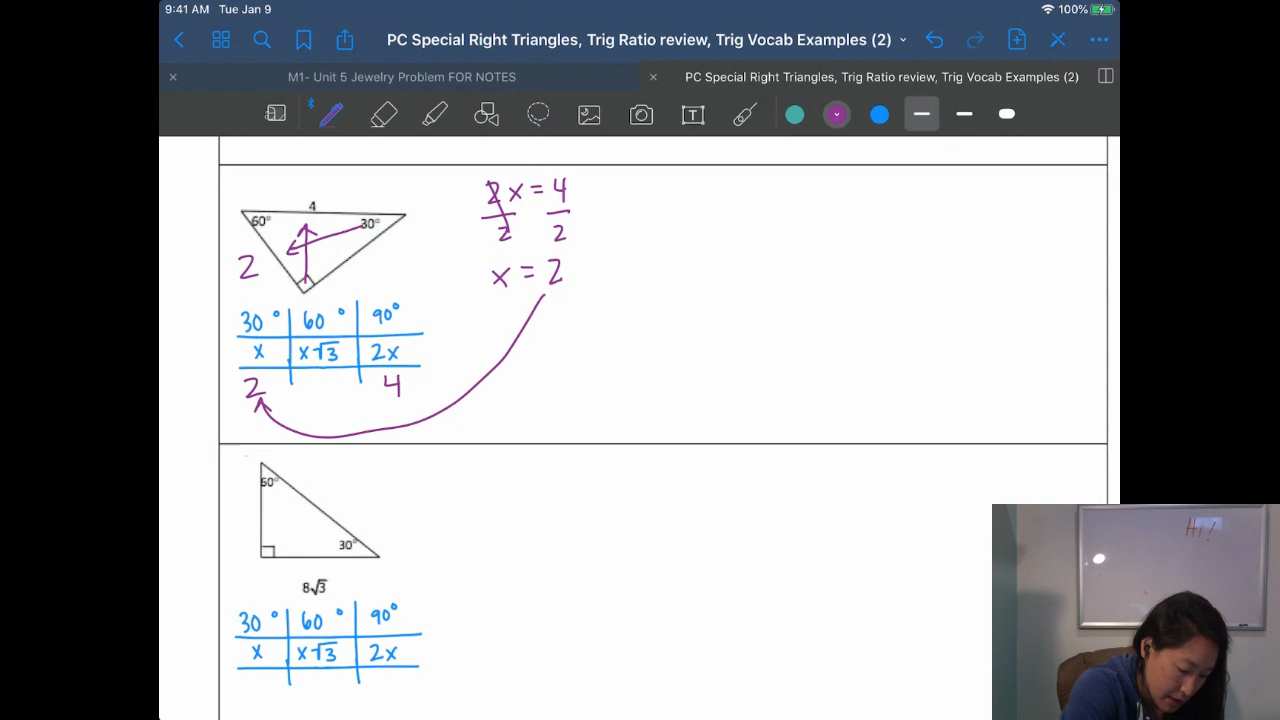 9:41 AM Tue Jan 9
100%
PC Special Right Triangles, Trig Ratio review, Trig Vocab Examples (2)
M1- Unit 5 Jewelry Problem FOR NOTES
PC Special Right Triangles, Trig Ratio review, Trig Vocab Examples (2)
T
4
60°
30°
2
2x = 4
2 2
x = 2
30° 60° 90°
x x√3 2x
2 4
60°
30°
8√3
30° 60° 90°
x x√3 2x
Hi!